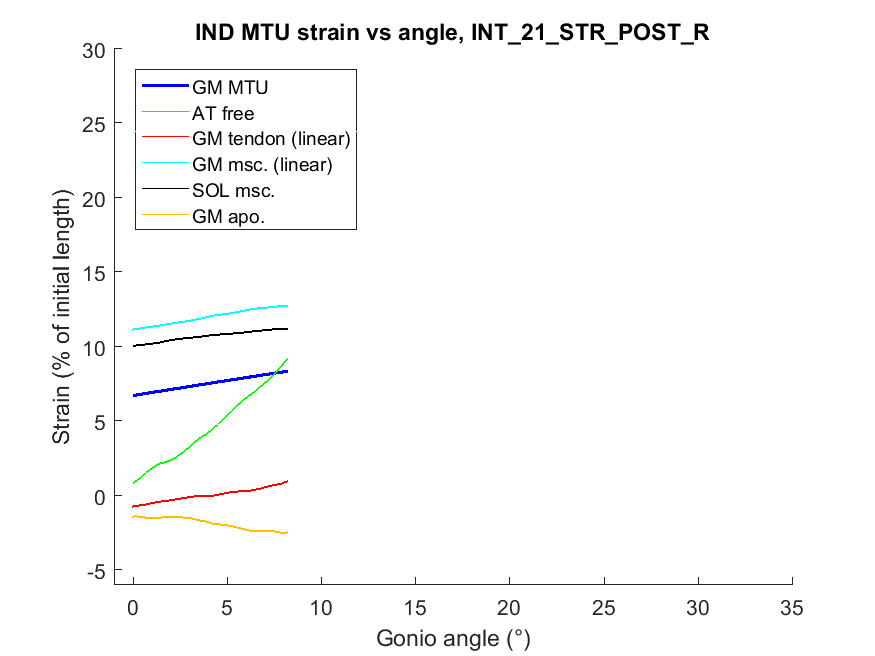 IND MTU strain vs angle, INT_21_STR_POST_R
30
25
20
15
10
5
0
-5
Strain (% of initial length)
GM MTU
AT free
GM tendon (linear)
GM msc. (linear)
SOL msc.
GM apo.
0 5 10 15 20 25 30 35
Gonio angle (°)